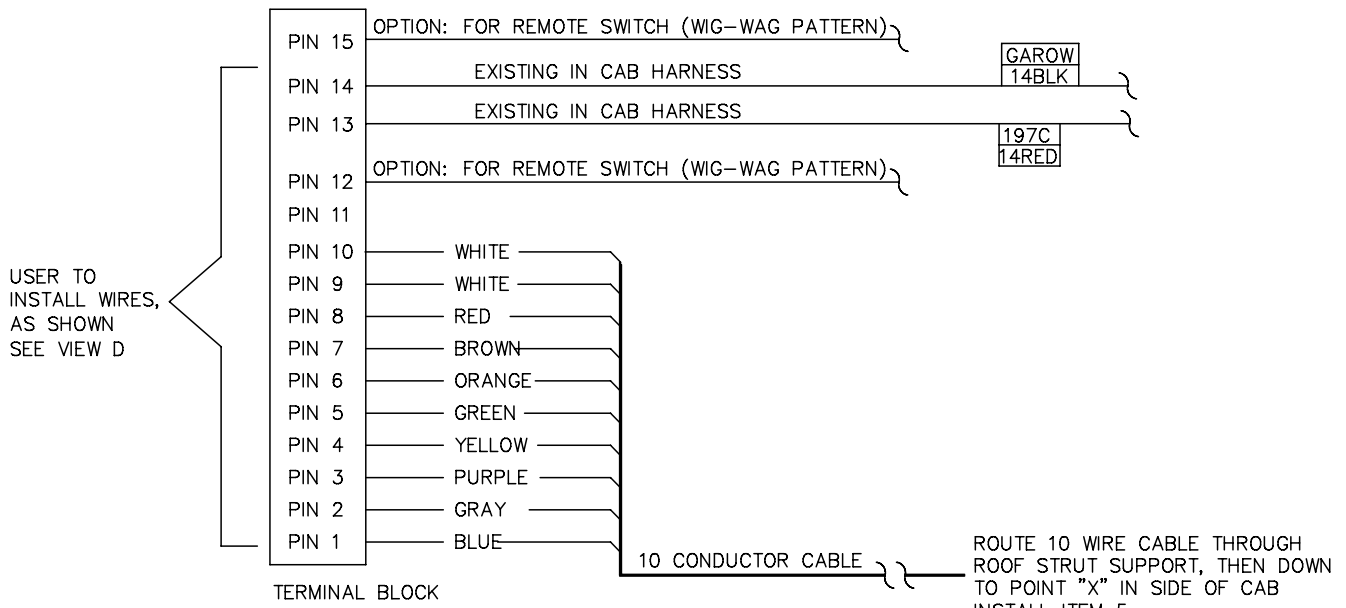 PIN 15 OPTION: FOR REMOTE SWITCH (WIG-WAG PATTERN)
GAROW
PIN 14 EXISTING IN CAB HARNESS 14BLK
PIN 13 EXISTING IN CAB HARNESS
197C
14RED
PIN 12 OPTION: FOR REMOTE SWITCH (WIG-WAG PATTERN)
PIN 11
PIN 10 WHITE
PIN 9 WHITE
PIN 8 RED
PIN 7 BROWN
PIN 6 ORANGE
PIN 5 GREEN
PIN 4 YELLOW
PIN 3 PURPLE
PIN 2 GRAY
PIN 1 BLUE
USER TO
INSTALL WIRES,
AS SHOWN
SEE VIEW D
TERMINAL BLOCK
10 CONDUCTOR CABLE
ROUTE 10 WIRE CABLE THROUGH
ROOF STRUT SUPPORT, THEN DOWN
TO POINT "X" IN SIDE OF CAB
INSTALL ITEM